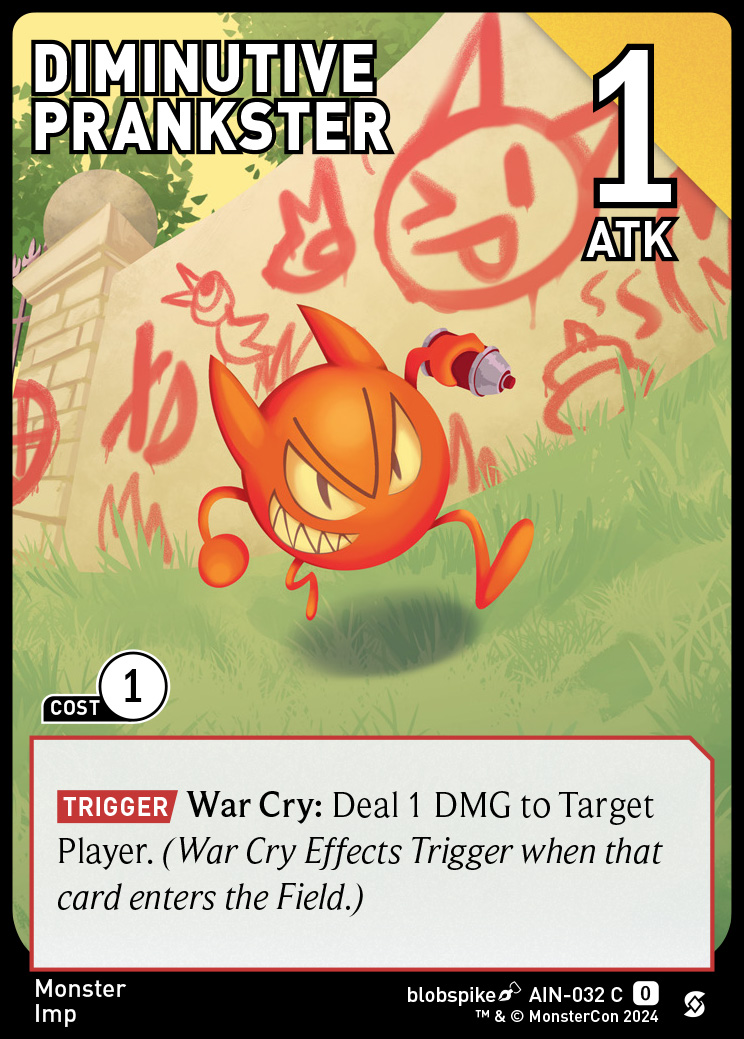 DIMINUTIVE
PRANKSTER
1
ATK
COST 1
TRIGGER War Cry: Deal 1 DMG to Target
Player. (War Cry Effects Trigger when that
card enters the Field.)
Monster
Imp
blobspike AIN-032 C 0
™ & © MonsterCon 2024